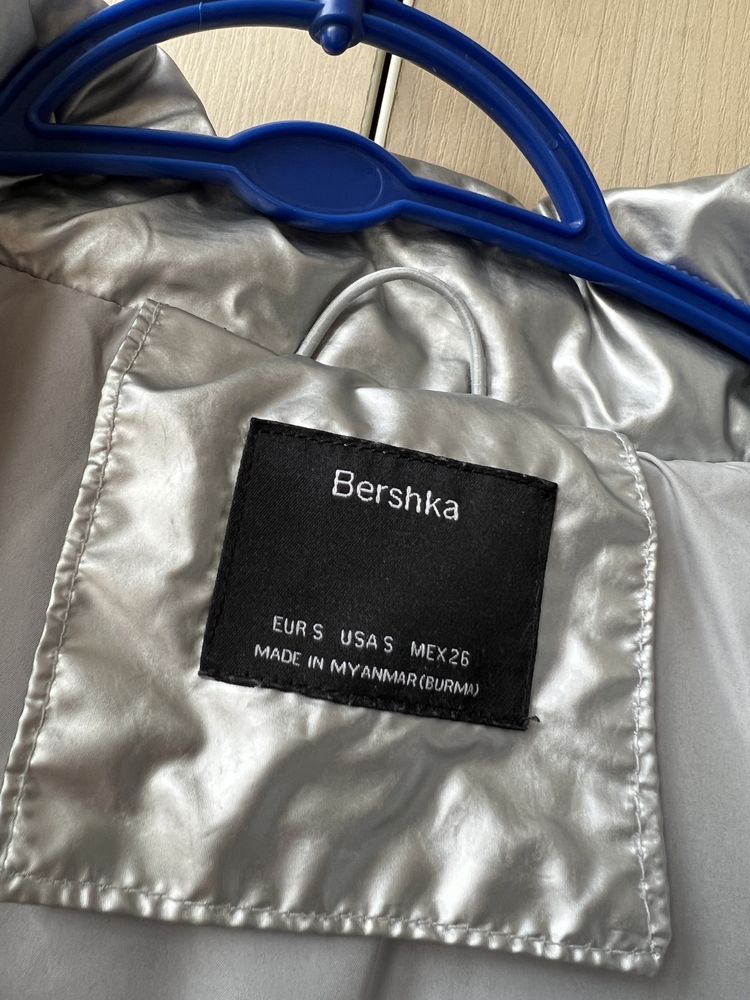 Bershka
EUR S USA S MEX 26
MADE IN MYANMAR (BURMA)